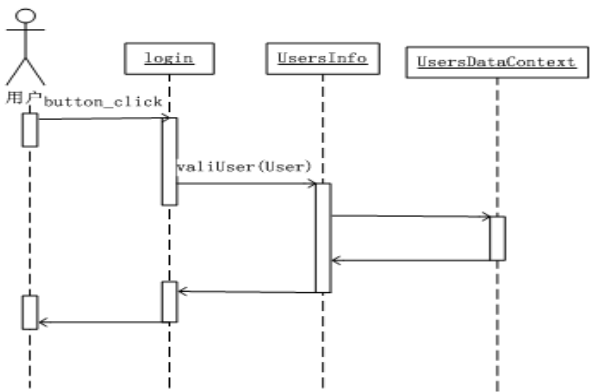 login
UsersInfo
UsersDataContext
用户
button_click
valiUser(User)